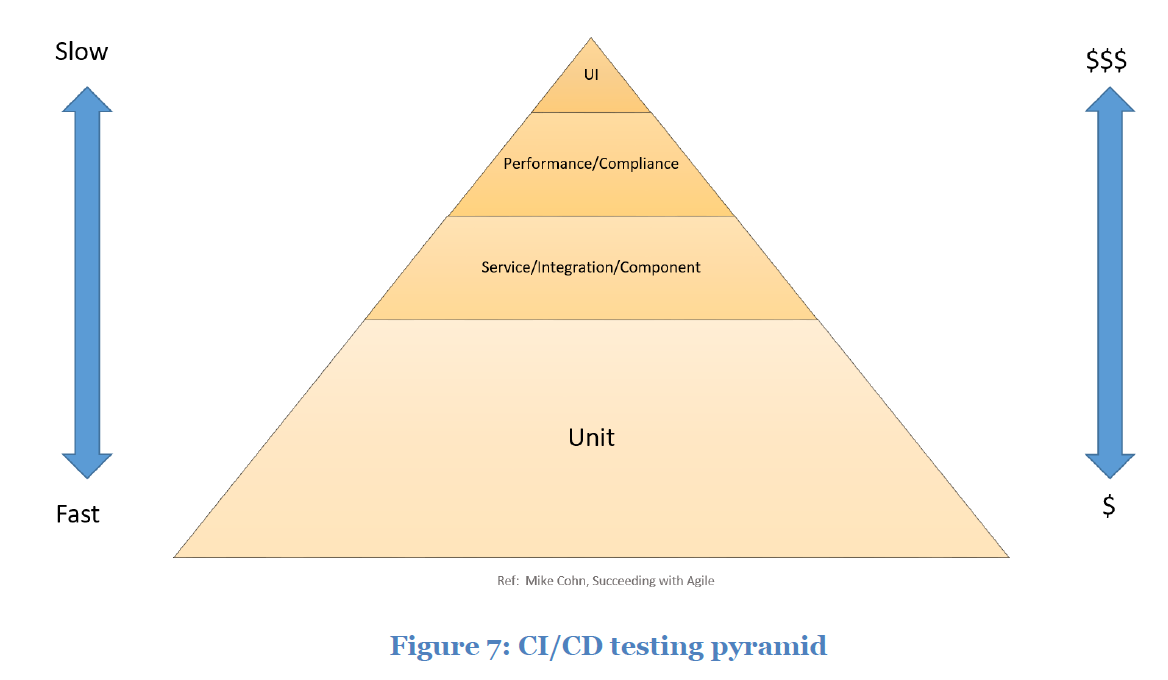 Slow
$$$
UI
Performance/Compliance
Service/Integration/Component
Unit
Fast
$
Ref: Mike Cohn, Succeeding with Agile
Figure 7: CI/CD testing pyramid